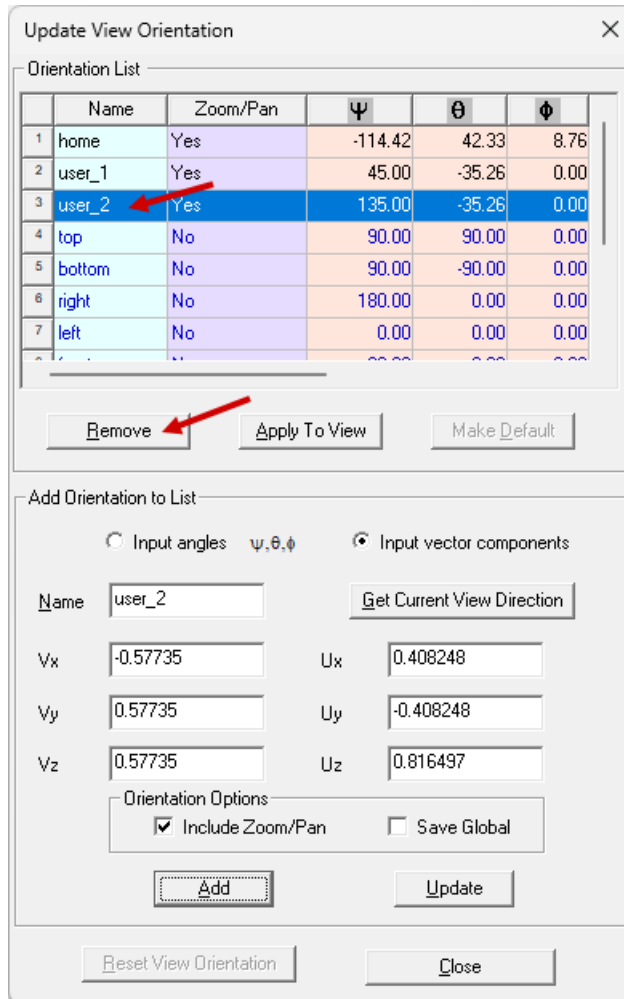 Update View Orientation
Orientation List
Name Zoom/Pan Ψ θ ϕ
1 home Yes -114.42 42.33 8.76
2 user_1 Yes 45.00 -35.26 0.00
3 user_2 Yes 135.00 -35.26 0.00
4 top No 90.00 90.00 0.00
5 bottom No 90.00 -90.00 0.00
6 right No 180.00 0.00 0.00
7 left No 0.00 0.00 0.00
Remove Apply To View Make Default
Add Orientation to List
Input angles ψ,θ,ϕ Input vector components
Name user_2 Get Current View Direction
Vx -0.57735 Ux 0.408248
Vy 0.57735 Uy -0.408248
Vz 0.57735 Uz 0.816497
Orientation Options
Include Zoom/Pan Save Global
Add Update
Reset View Orientation Close